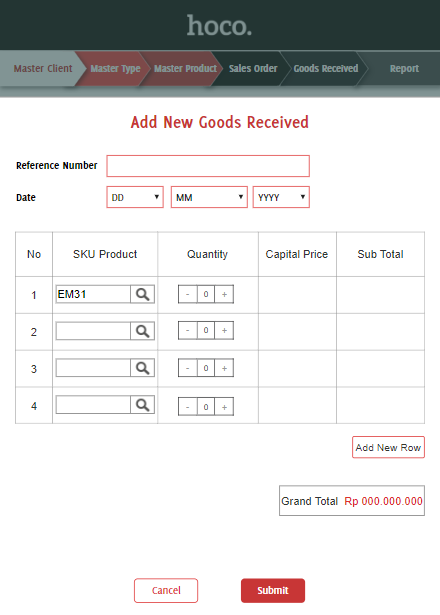 hoco.
Master Client Master Type Master Product Sales Order Goods Received Report
Add New Goods Received
Reference Number
Date DD MM YYYY
No SKU Product Quantity Capital Price Sub Total
1 EM31 - 0 +
2 - 0 +
3 - 0 +
4 - 0 +
Add New Row
Grand Total Rp 000.000.000
Cancel Submit